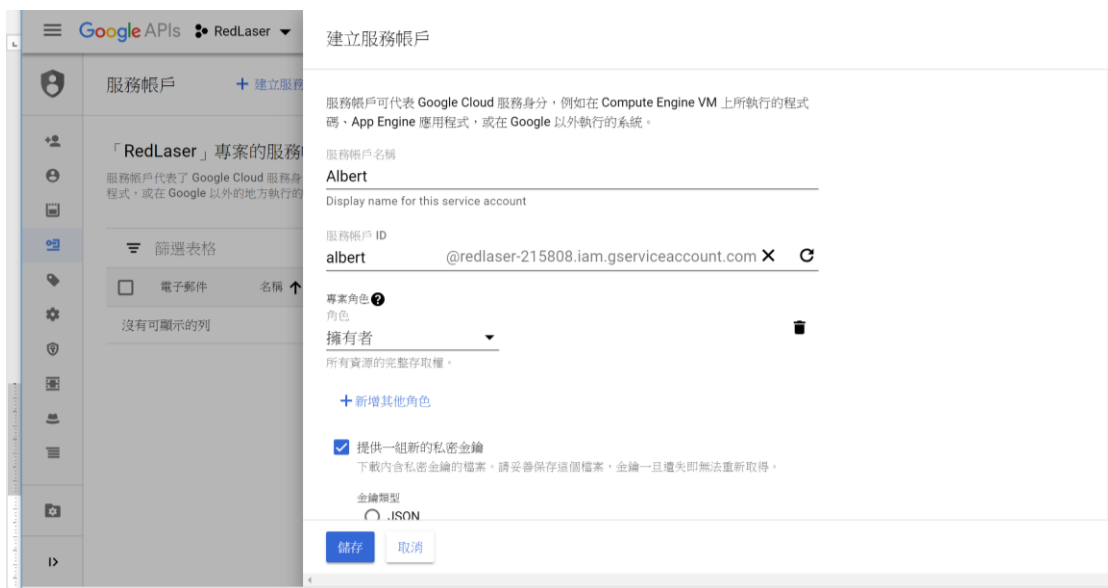 Google APIs RedLaser
服務帳戶 + 建立服務
「RedLaser」專案的服務
服務帳戶代表了 Google Cloud 服務身
程式，或在 Google 以外的地方執行的
篩選表格
電子郵件 名稱
沒有可顯示的列
建立服務帳戶
服務帳戶可代表 Google Cloud 服務身分，例如在 Compute Engine VM 上所執行的程式
碼、App Engine 應用程式，或在 Google 以外執行的系統。
服務帳戶名稱
Albert
Display name for this service account
服務帳戶 ID
albert @redlaser-215808.iam.gserviceaccount.com
專案角色
角色
擁有者
所有資源的完整存取權。
+ 新增其他角色
提供一組新的私密金鑰
下載內含私密金鑰的檔案。請妥善保存這個檔案，金鑰一旦遺失即無法重新取得。
金鑰類型
JSON
儲存 取消